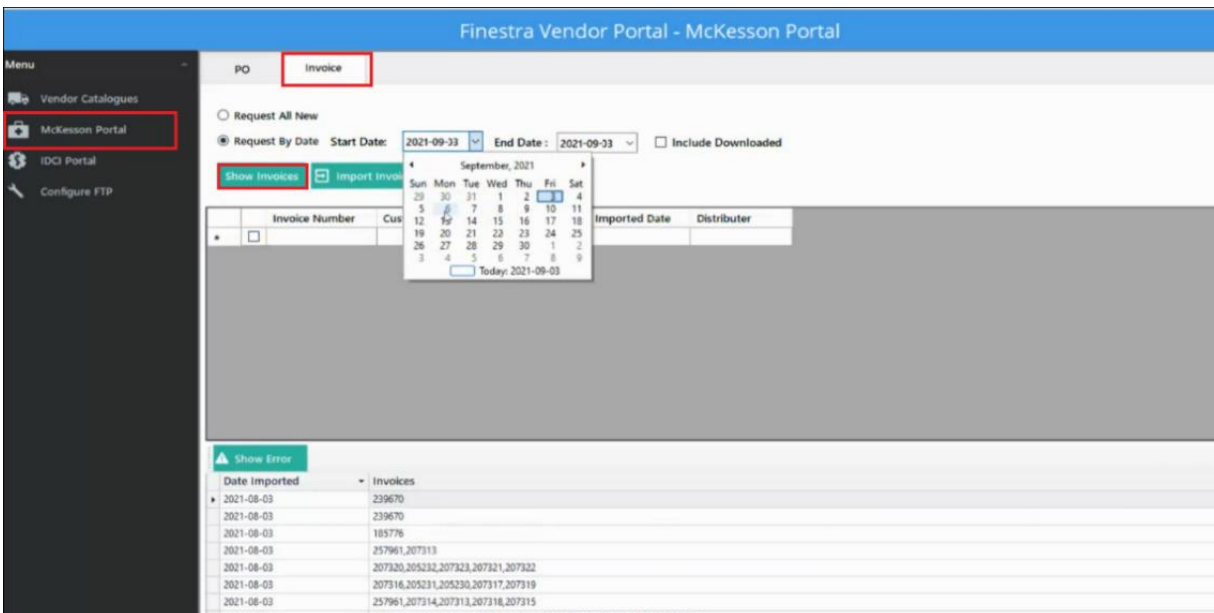 Finestra Vendor Portal - McKesson Portal
Menu
Vendor Catalogues
McKesson Portal
IDCI Portal
Configure FTP
PO Invoice
Request All New
Request By Date Start Date: 2021-09-33 End Date : 2021-09-33 Include Downloaded
Show Invoices Import Invoi
September, 2021
Sun Mon Tue Wed Thu Fri Sat
29 30 31 1 2 3 4
5 6 7 8 9 10 11
12 13 14 15 16 17 18
19 20 21 22 23 24 25
26 27 28 29 30 1 2
3 4 5 6 7 8 9
Today: 2021-09-03
Invoice Number Cus Imported Date Distributer
Show Error
Date Imported Invoices
2021-08-03 239670
2021-08-03 239670
2021-08-03 185776
2021-08-03 257961,207313
2021-08-03 207320,205232,207323,207321,207322
2021-08-03 207316,205231,205230,207317,207319
2021-08-03 257961,207314,207313,207318,207315